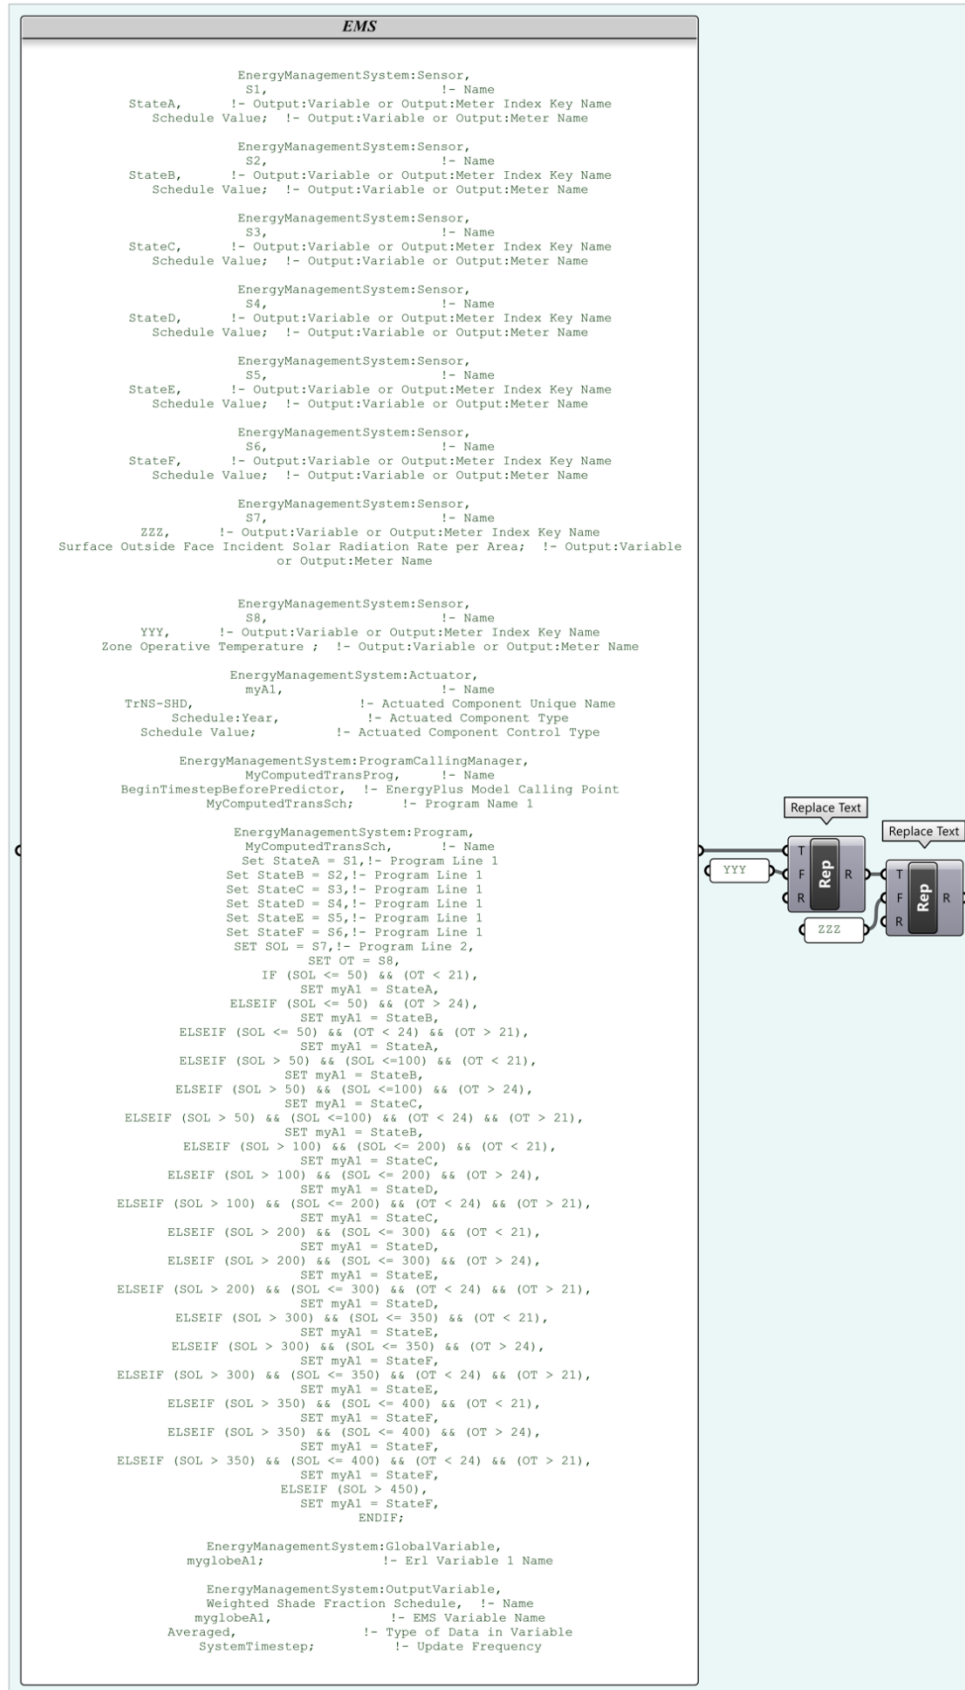 EMS
EnergyManagementSystem:Sensor,
S1, !- Name
StateA, !- Output:Variable or Output:Meter Index Key Name
Schedule Value; !- Output:Variable or Output:Meter Name
EnergyManagementSystem:Sensor,
S2, !- Name
StateB, !- Output:Variable or Output:Meter Index Key Name
Schedule Value; !- Output:Variable or Output:Meter Name
EnergyManagementSystem:Sensor,
S3, !- Name
StateC, !- Output:Variable or Output:Meter Index Key Name
Schedule Value; !- Output:Variable or Output:Meter Name
EnergyManagementSystem:Sensor,
S4, !- Name
StateD, !- Output:Variable or Output:Meter Index Key Name
Schedule Value; !- Output:Variable or Output:Meter Name
EnergyManagementSystem:Sensor,
S5, !- Name
StateE, !- Output:Variable or Output:Meter Index Key Name
Schedule Value; !- Output:Variable or Output:Meter Name
EnergyManagementSystem:Sensor,
S6, !- Name
StateF, !- Output:Variable or Output:Meter Index Key Name
Schedule Value; !- Output:Variable or Output:Meter Name
EnergyManagementSystem:Sensor,
S7, !- Name
ZZZ, !- Output:Variable or Output:Meter Index Key Name
Surface Outside Face Incident Solar Radiation Rate per Area; !- Output:Variable
or Output:Meter Name
EnergyManagementSystem:Sensor,
S8, !- Name
YYY, !- Output:Variable or Output:Meter Index Key Name
Zone Operative Temperature ; !- Output:Variable or Output:Meter Name
EnergyManagementSystem:Actuator,
myA1, !- Name
TrNS-SHD, !- Actuated Component Unique Name
Schedule:Year, !- Actuated Component Type
Schedule Value; !- Actuated Component Control Type
EnergyManagementSystem:ProgramCallingManager,
MyComputedTransProg, !- Name
BeginTimestepBeforePredictor, !- EnergyPlus Model Calling Point
MyComputedTransSch; !- Program Name 1
EnergyManagementSystem:Program,
MyComputedTransSch, !- Name
Set StateA = S1,!- Program Line 1
Set StateB = S2,!- Program Line 1
Set StateC = S3,!- Program Line 1
Set StateD = S4,!- Program Line 1
Set StateE = S5,!- Program Line 1
Set StateF = S6,!- Program Line 1
SET SOL = S7,!- Program Line 2,
SET OT = S8,
IF (SOL <= 50) && (OT < 21),
SET myA1 = StateA,
ELSEIF (SOL <= 50) && (OT > 24),
SET myA1 = StateB,
ELSEIF (SOL <= 50) && (OT < 24) && (OT > 21),
SET myA1 = StateA,
ELSEIF (SOL > 50) && (SOL <=100) && (OT < 21),
SET myA1 = StateB,
ELSEIF (SOL > 50) && (SOL <=100) && (OT > 24),
SET myA1 = StateC,
ELSEIF (SOL > 50) && (SOL <=100) && (OT < 24) && (OT > 21),
SET myA1 = StateB,
ELSEIF (SOL > 100) && (SOL <= 200) && (OT < 21),
SET myA1 = StateC,
ELSEIF (SOL > 100) && (SOL <= 200) && (OT > 24),
SET myA1 = StateD,
ELSEIF (SOL > 100) && (SOL <= 200) && (OT < 24) && (OT > 21),
SET myA1 = StateC,
ELSEIF (SOL > 200) && (SOL <= 300) && (OT < 21),
SET myA1 = StateD,
ELSEIF (SOL > 200) && (SOL <= 300) && (OT > 24),
SET myA1 = StateE,
ELSEIF (SOL > 200) && (SOL <= 300) && (OT < 24) && (OT > 21),
SET myA1 = StateD,
ELSEIF (SOL > 300) && (SOL <= 350) && (OT < 21),
SET myA1 = StateE,
ELSEIF (SOL > 300) && (SOL <= 350) && (OT > 24),
SET myA1 = StateF,
ELSEIF (SOL > 300) && (SOL <= 350) && (OT < 24) && (OT > 21),
SET myA1 = StateE,
ELSEIF (SOL > 350) && (SOL <= 400) && (OT < 21),
SET myA1 = StateF,
ELSEIF (SOL > 350) && (SOL <= 400) && (OT > 24),
SET myA1 = StateF,
ELSEIF (SOL > 350) && (SOL <= 400) && (OT < 24) && (OT > 21),
SET myA1 = StateF,
ELSEIF (SOL > 450),
SET myA1 = StateF,
ENDIF;
EnergyManagementSystem:GlobalVariable,
myglobeA1; !- Erl Variable 1 Name
EnergyManagementSystem:OutputVariable,
Weighted Shade Fraction Schedule, !- Name
myglobeA1, !- EMS Variable Name
Averaged, !- Type of Data in Variable
SystemTimestep; !- Update Frequency
Replace Text
YYY
T
F
R
Rep
R
Replace Text
ZZZ
T
F
R
Rep
R